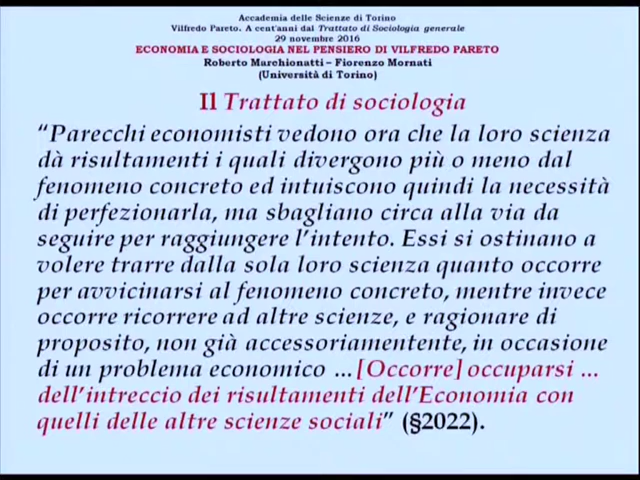 Accademia delle Scienze di Torino
Vilfredo Pareto. A cent'anni dal Trattato di Sociologia generale
29 novembre 2016
ECONOMIA E SOCIOLOGIA NEL PENSIERO DI VILFREDO PARETO
Roberto Marchionatti – Fiorenzo Mornati
(Università di Torino)
Il Trattato di sociologia
“Parecchi economisti vedono ora che la loro scienza
dà risultamenti i quali divergono più o meno dal
fenomeno concreto ed intuiscono quindi la necessità
di perfezionarla, ma sbagliano circa alla via da
seguire per raggiungere l'intento. Essi si ostinano a
volere trarre dalla sola loro scienza quanto occorre
per avvicinarsi al fenomeno concreto, mentre invece
occorre ricorrere ad altre scienze, e ragionare di
proposito, non già accessoriamentente, in occasione
di un problema economico ... [Occorre] occuparsi ...
dell'intreccio dei risultamenti dell'Economia con
quelli delle altre scienze sociali” (§2022).